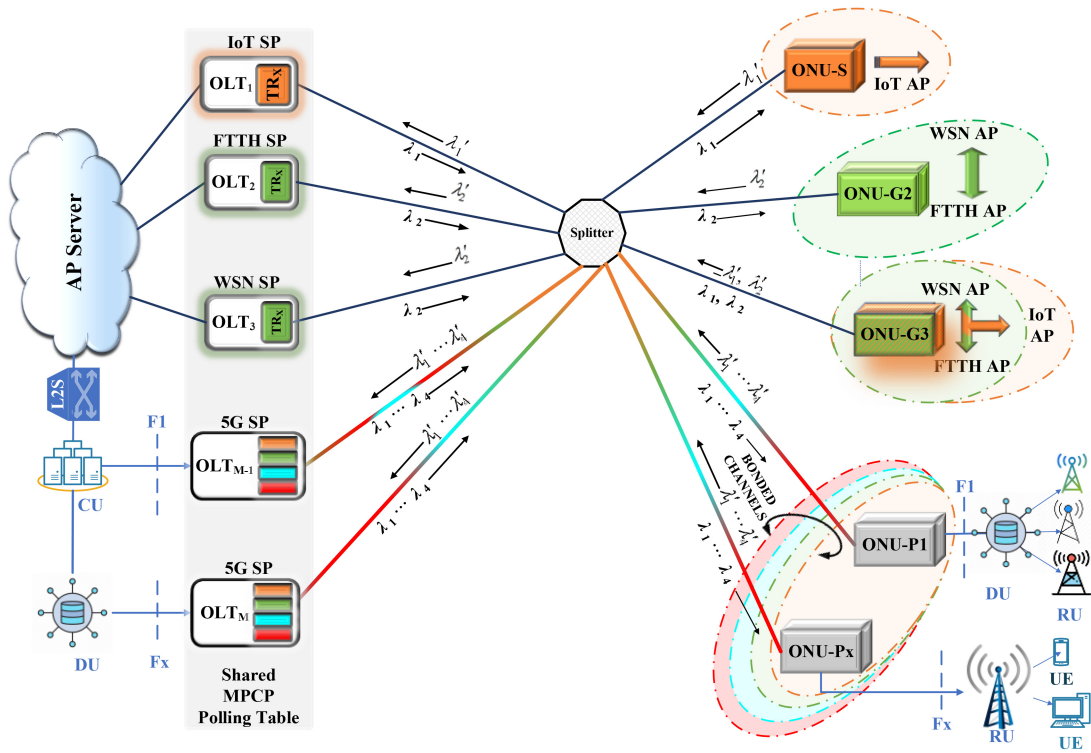 IoT SP
OLT1
TRX
FTTH SP
OLT2
TRX
WSN SP
OLT3
TRX
5G SP
OLTM-1
5G SP
OLTM
Shared
MPCP
Polling Table
AP Server
L2S
CU
F1
DU
Fx
λ1'
λ1
λ2'
λ2
λ2'
λ2
λ1' ... λ4'
λ1 ... λ4
λ1' ... λ4'
λ1 ... λ4
Splitter
λ1'
λ1
λ2'
λ2
λ1', λ2'
λ1, λ2
λ1' ... λ4'
λ1 ... λ4
λ1' ... λ4'
λ1 ... λ4
BONDED
CHANNELS
ONU-S
IoT AP
ONU-G2
WSN AP
FTTH AP
ONU-G3
WSN AP
IoT
AP
FTTH AP
ONU-P1
F1
DU
RU
ONU-Px
Fx
RU
UE
UE